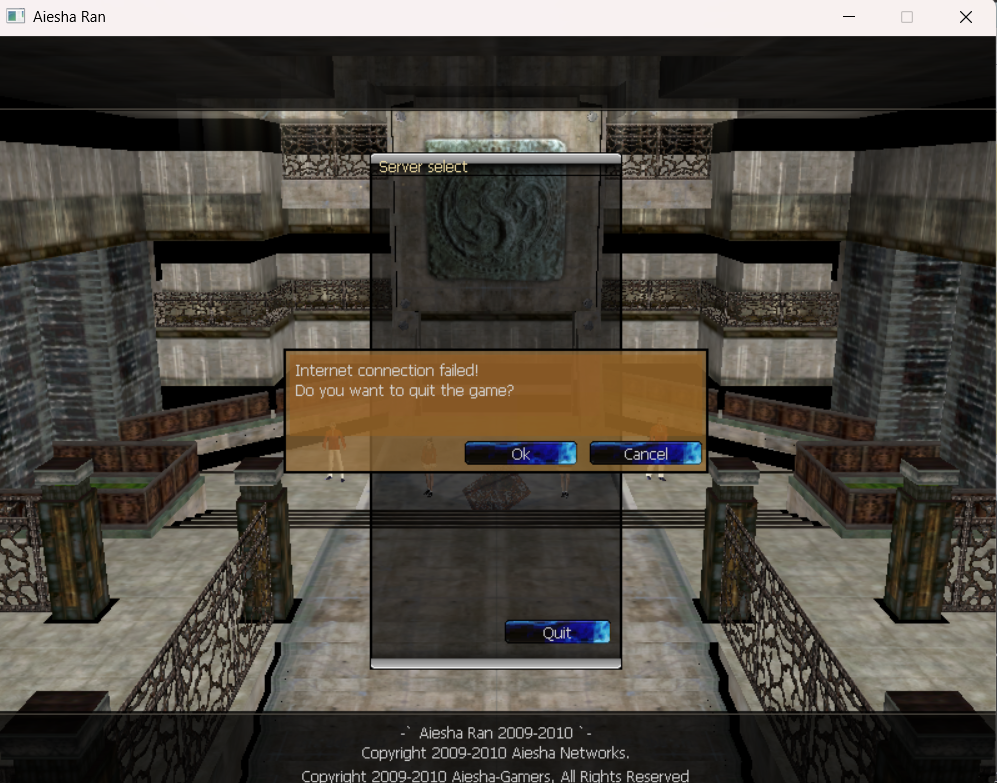 Aiesha Ran
Server select
Internet connection failed!
Do you want to quit the game?
Ok
Cancel
Quit
-` Aiesha Ran 2009-2010 `-
Copyright 2009-2010 Aiesha Networks.
Copyright 2009-2010 Aiesha-Gamers, All Rights Reserved